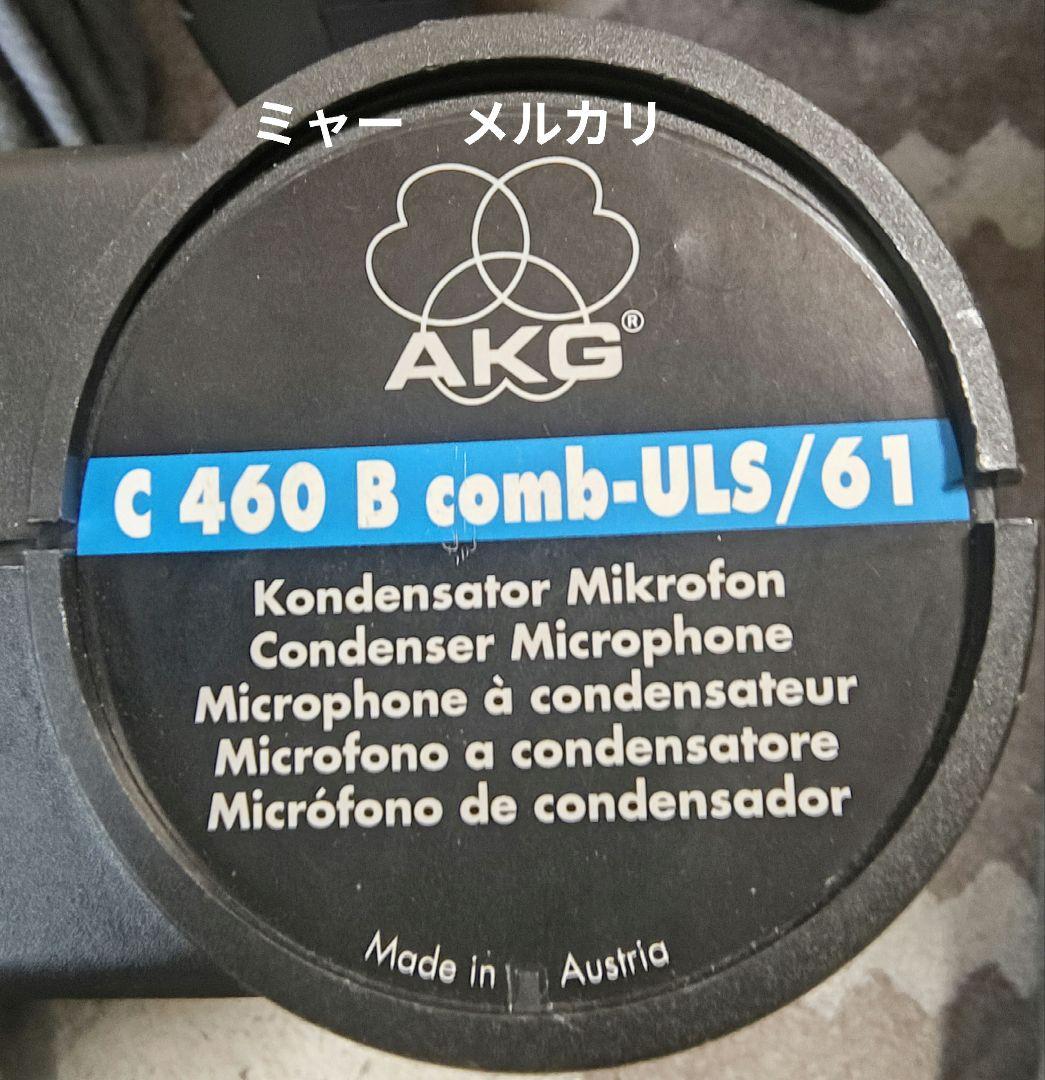 ミャー　メルカリ
AKG®
C 460 B comb-ULS/61
Kondensator Mikrofon
Condenser Microphone
Microphone à condensateur
Microfono a condensatore
Micrófono de condensador
Made in Austria